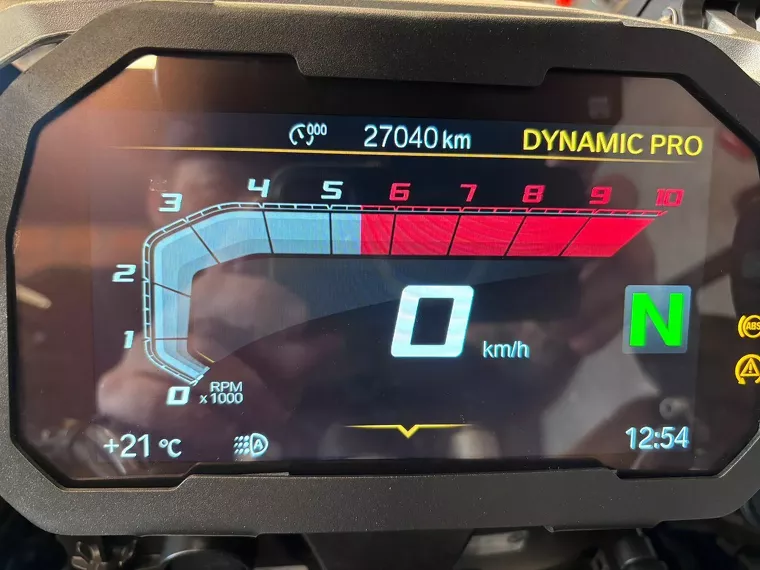 000 27040 km DYNAMIC PRO
3 4 5 6 7 8 9 10
2
1
0 RPM x1000
0 km/h N
ABS
+21 °C A 12:54